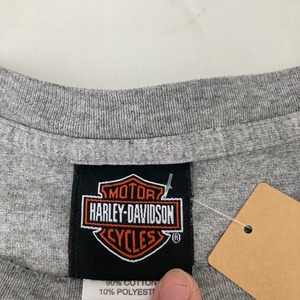 MOTOR
HARLEY-DAVIDSON
CYCLES®
90% COTTON
10% POLYESTER